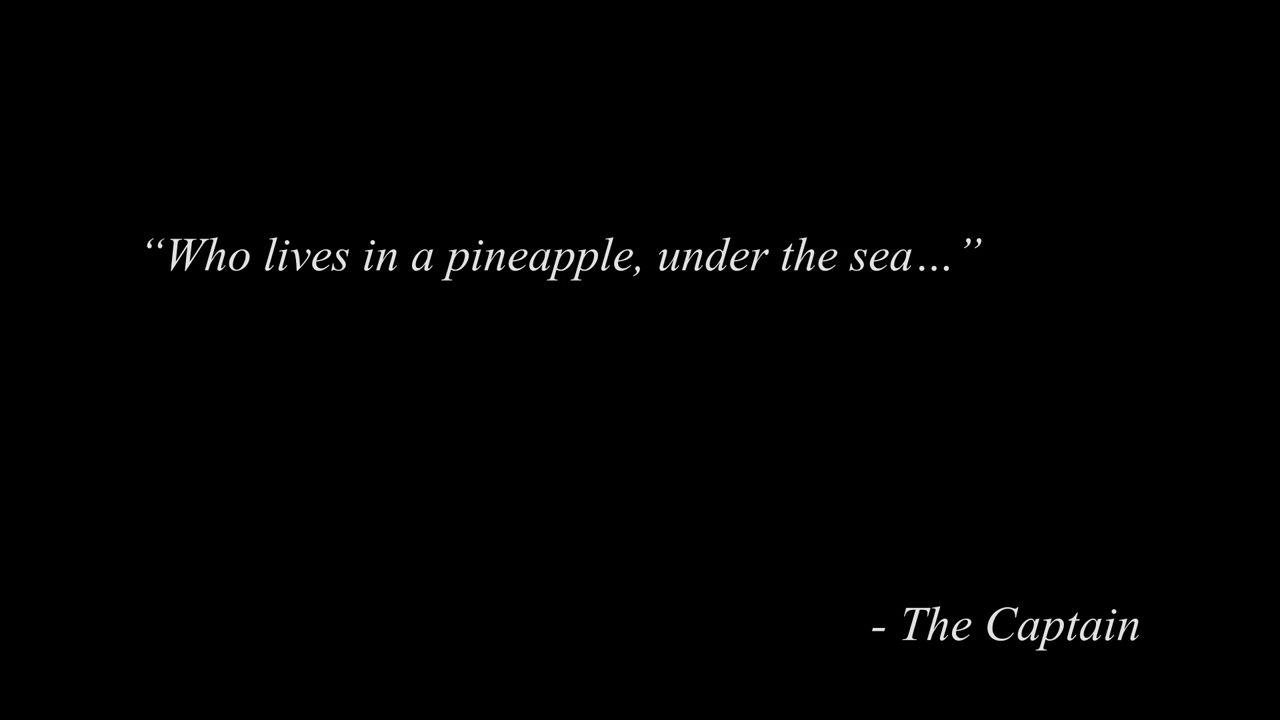 “Who lives in a pineapple, under the sea…”
- The Captain